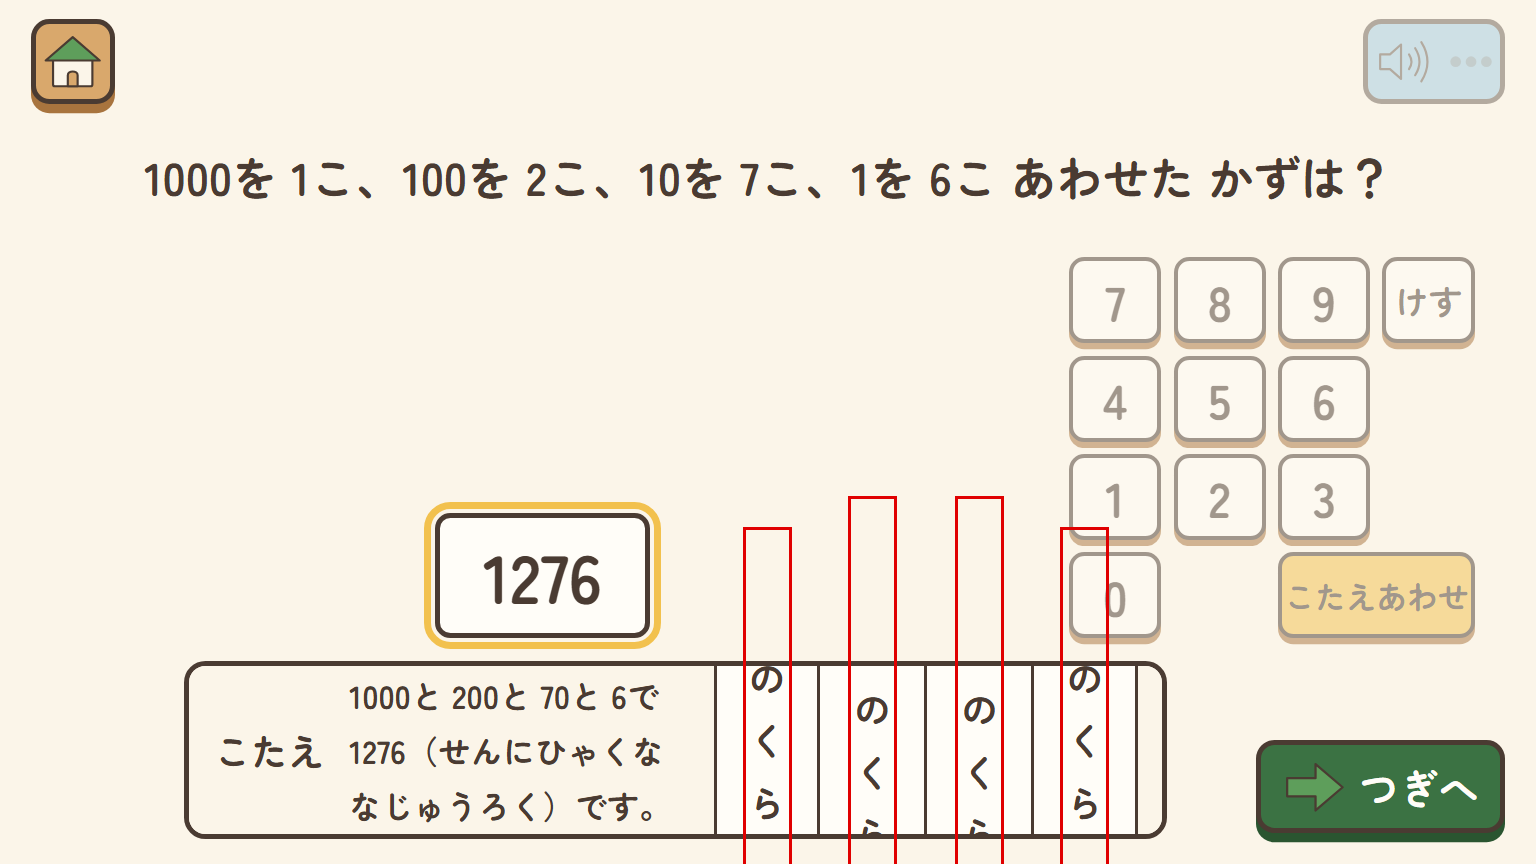 1000を 1こ、100を 2こ、10を 7こ、1を 6こ あわせた かずは？
7 8 9 けす
4 5 6
1 2 3
0 こたえあわせ
1276
こたえ
1000と 200と 70と 6で
1276（せんにひゃくな
なじゅうろく）です。
のくら
のくら
のくら
のくら
つぎへ